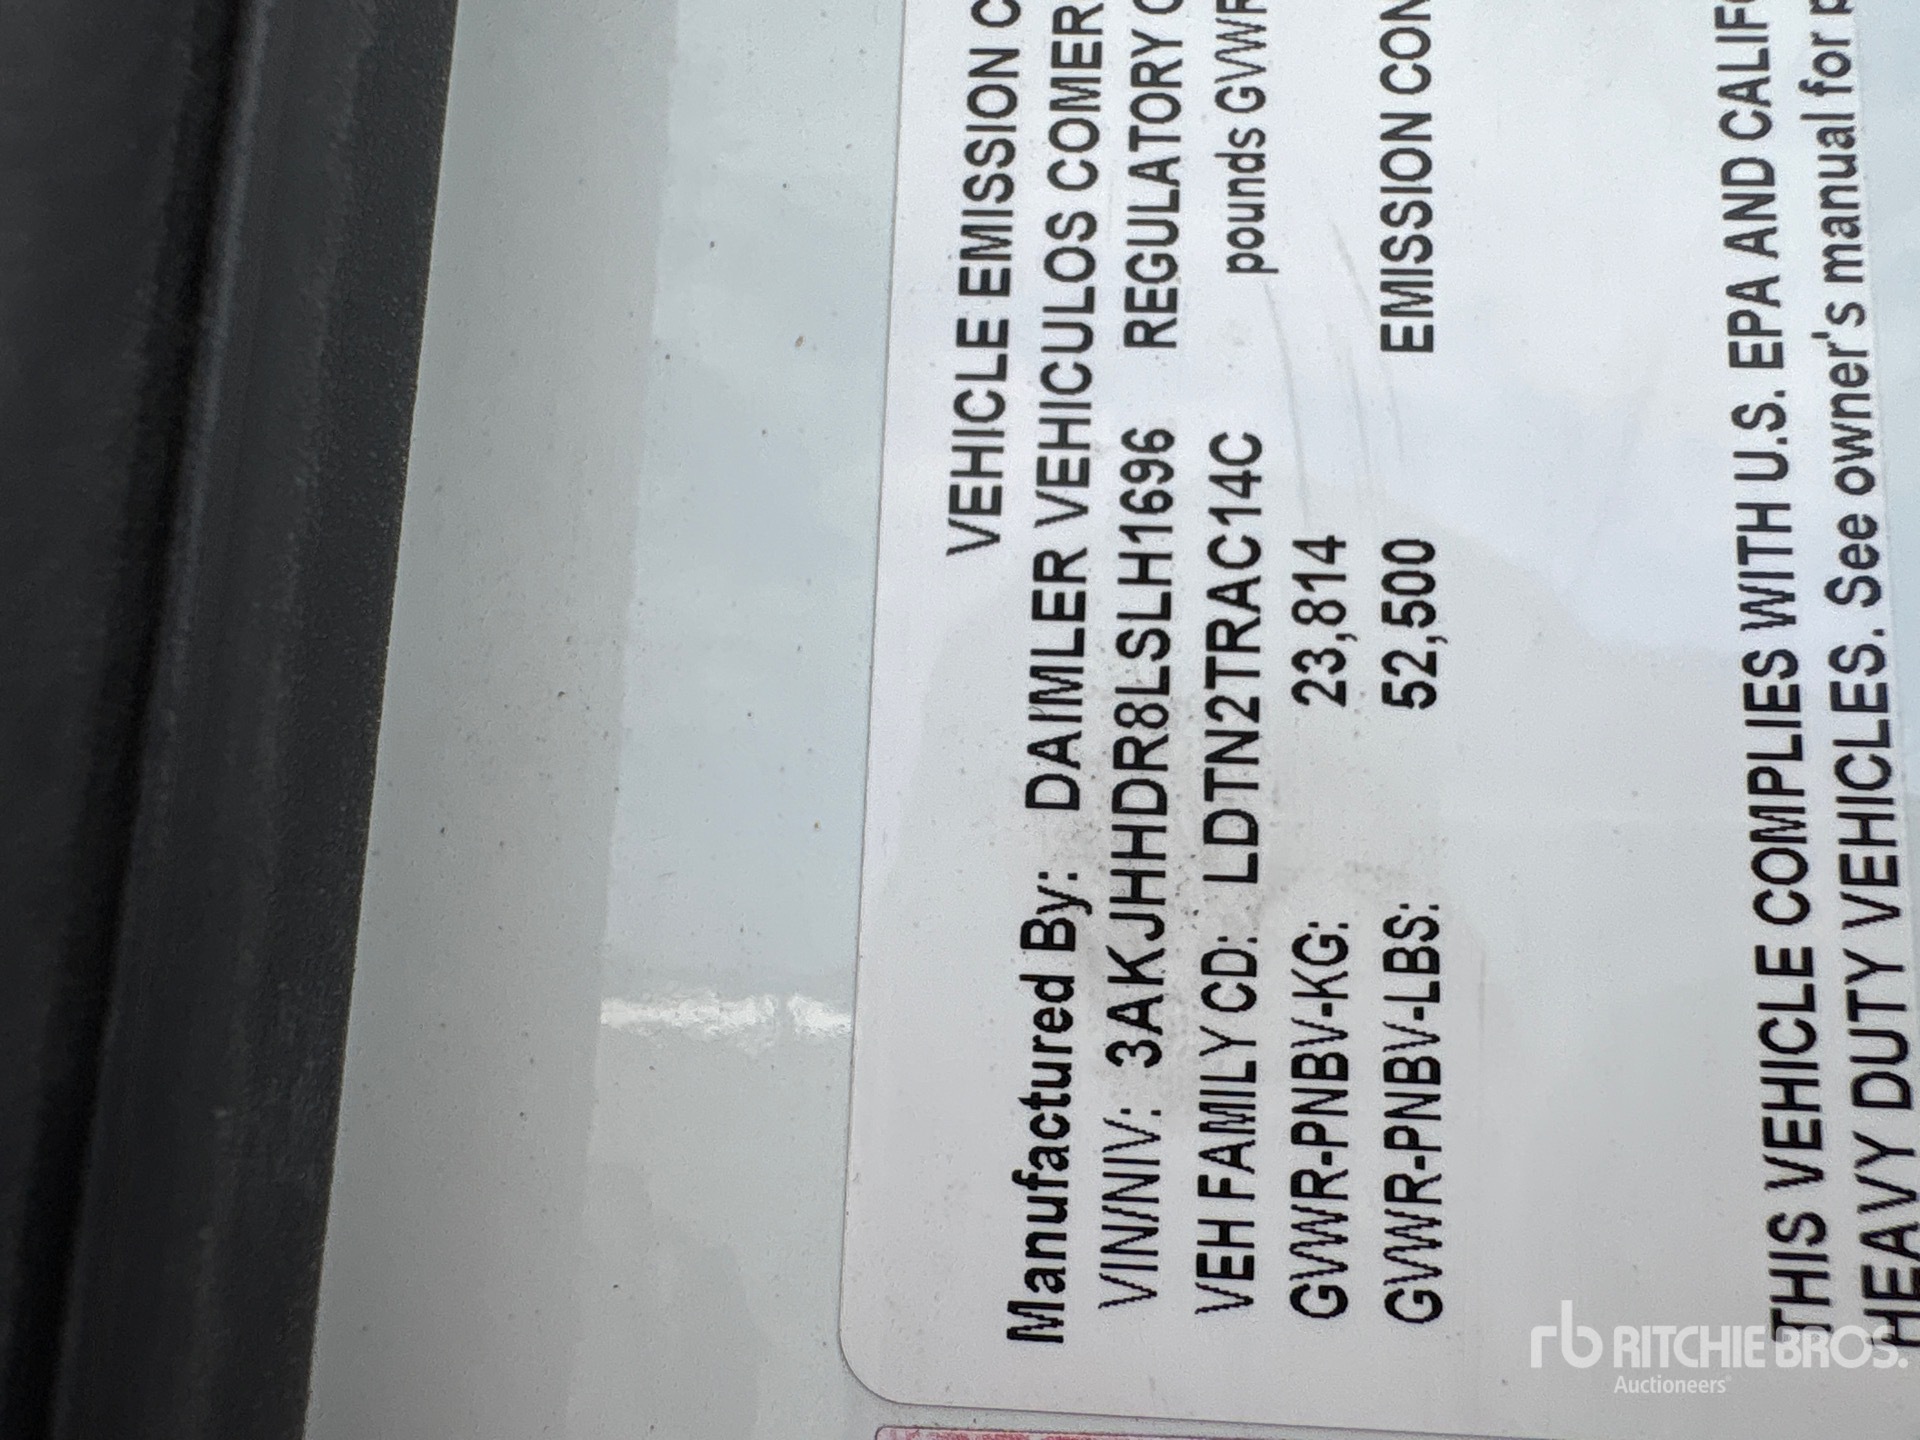 VEHICLE EMISSION C
Manufactured By: DAIMLER VEHICULOS COMER
VIN/NIV: 3AKJHHDR8LSLH1696 REGULATORY C
VEH FAMILY CD: LDTN2TRAC14C pounds GVWR
GVWR-PNBV-KG: 23,814
GVWR-PNBV-LBS: 52,500 EMISSION CON
THIS VEHICLE COMPLIES WITH U.S. EPA AND CALIF
HEAVY DUTY VEHICLES. See owner's manual for
rb RITCHIE BROS.
Auctioneers